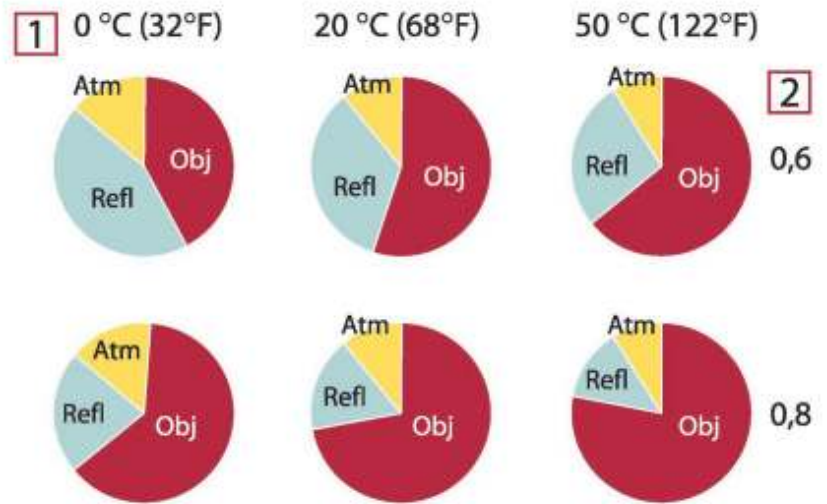 1 0 °C (32°F) 20 °C (68°F) 50 °C (122°F)
Atm Atm Atm 2
Obj Obj Obj 0,6
Refl Refl Refl
Atm Atm Atm
Refl Refl Refl
Obj Obj Obj 0,8